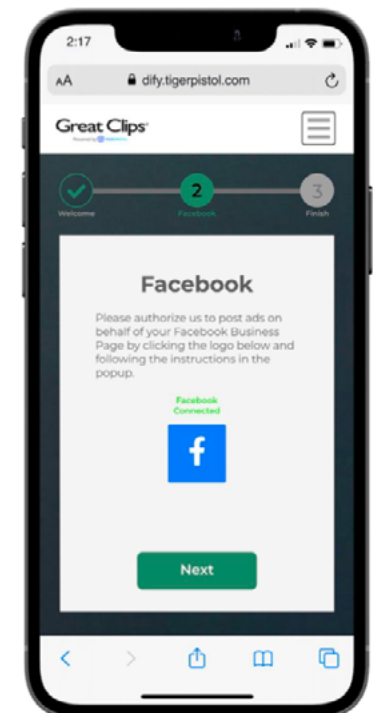 2:17
AA dify.tigerpistol.com
Great Clips
2 3
Welcome Facebook Finish
Facebook
Please authorize us to post ads on
behalf of your Facebook Business
Page by clicking the logo below and
following the instructions in the
popup.
Facebook
Connected
f
Next